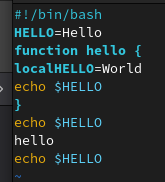 #!/bin/bash
HELLO=Hello
function hello {
localHELLO=World
echo $HELLO
}
echo $HELLO
hello
echo $HELLO
~